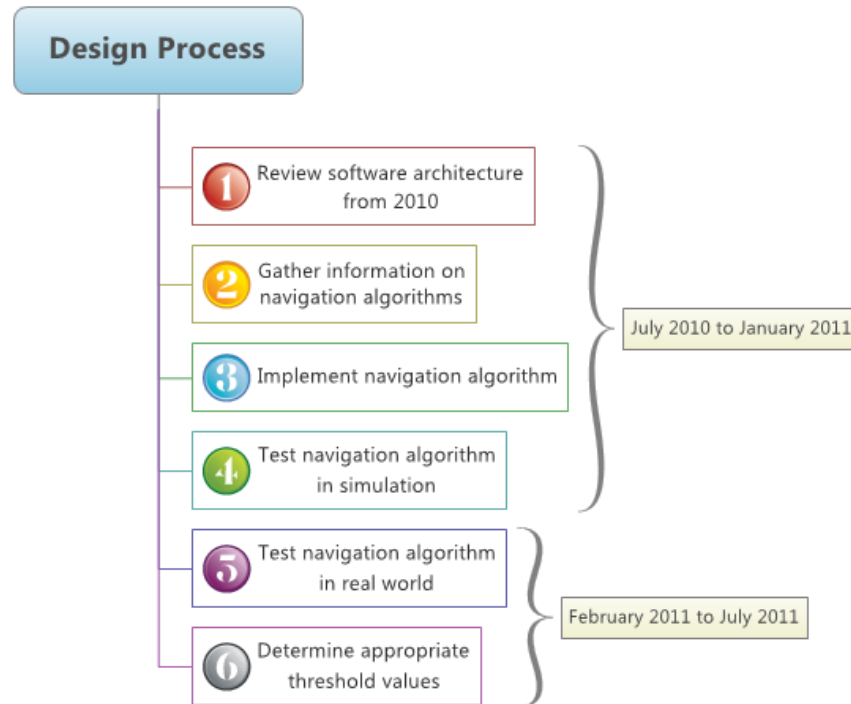 Design Process
1
Review software architecture
from 2010
2
Gather information on
navigation algorithms
3
Implement navigation algorithm
4
Test navigation algorithm
in simulation
July 2010 to January 2011
5
Test navigation algorithm
in real world
6
Determine appropriate
threshold values
February 2011 to July 2011